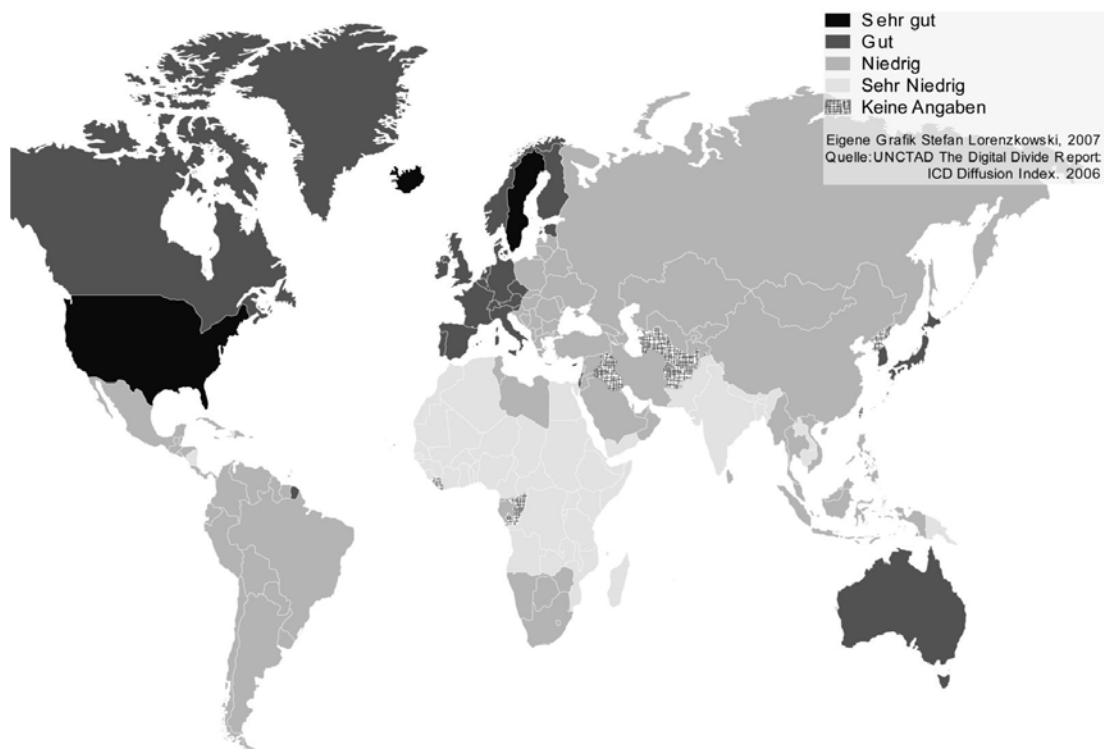 Sehr gut
Gut
Niedrig
Sehr Niedrig
Keine Angaben
Eigene Grafik Stefan Lorenzkowski, 2007
Quelle:UNCTAD The Digital Divide Report:
ICD Diffusion Index. 2006